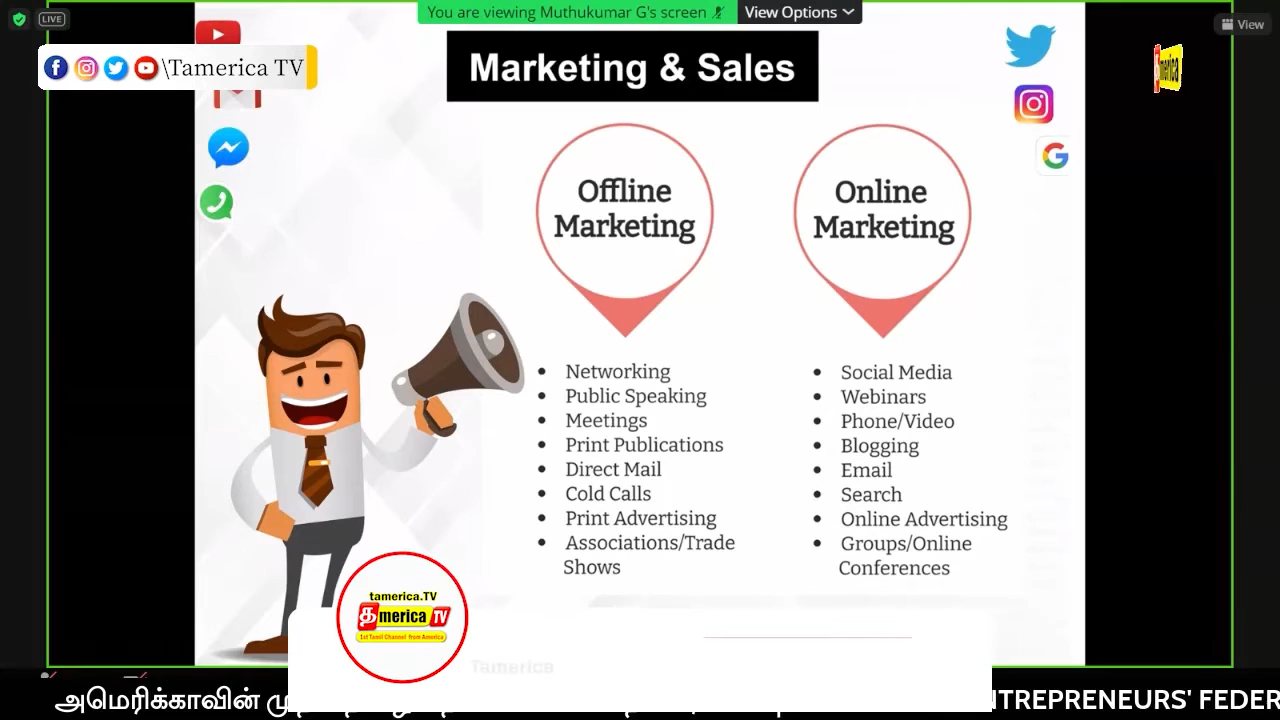 LIVE
You are viewing Muthukumar G's screen
View Options
View
\Tamerica TV
Marketing & Sales
தmerica
Offline
Marketing
Online
Marketing
Networking
Public Speaking
Meetings
Print Publications
Direct Mail
Cold Calls
Print Advertising
Associations/Trade
Shows
Social Media
Webinars
Phone/Video
Blogging
Email
Search
Online Advertising
Groups/Online
Conferences
tamerica.TV
தmerica TV
1st Tamil Channel from America
Tamerica
அமெரிக்காவின்
NTREPRENEURS' FEDER